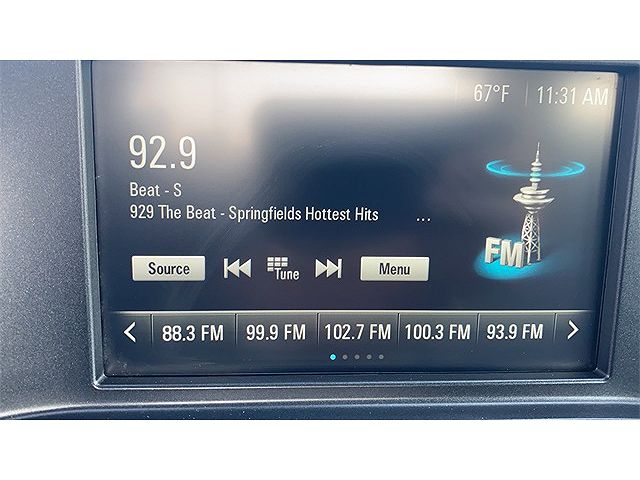 67°F 11:31 AM
92.9
Beat - S
929 The Beat - Springfields Hottest Hits ...
FM
Source Tune Menu
88.3 FM 99.9 FM 102.7 FM 100.3 FM 93.9 FM